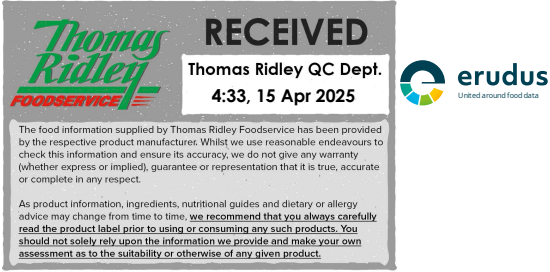 Thomas
Ridley
FOODSERVICE
RECEIVED
Thomas Ridley QC Dept.
4:33, 15 Apr 2025
erudus
United around food data
The food information supplied by Thomas Ridley Foodservice has been provided
by the respective product manufacturer. Whilst we use reasonable endeavours to
check this information and ensure its accuracy, we do not give any warranty
(whether express or implied), guarantee or representation that it is true, accurate
or complete in any respect.
As product information, ingredients, nutritional guides and dietary or allergy
advice may change from time to time, we recommend that you always carefully
read the product label prior to using or consuming any such products. You
should not solely rely upon the information we provide and make your own
assessment as to the suitability or otherwise of any given product.